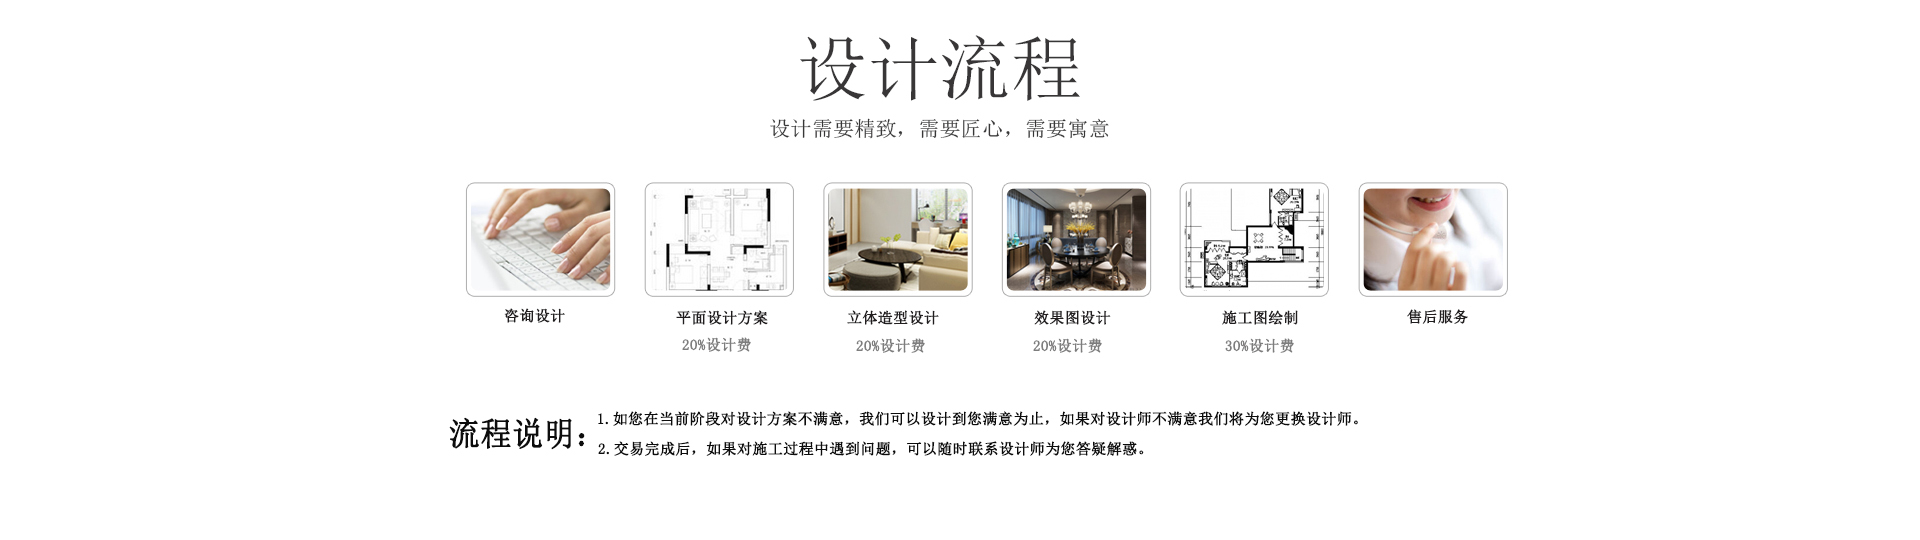 设计流程
设计需要精致，需要匠心，需要寓意
咨询设计
平面设计方案
20%设计费
立体造型设计
20%设计费
效果图设计
20%设计费
施工图绘制
30%设计费
售后服务
流程说明：
1.如您在当前阶段对设计方案不满意，我们可以设计到您满意为止，如果对设计师不满意我们将为您更换设计师。
2.交易完成后，如果对施工过程中遇到问题，可以随时联系设计师为您答疑解惑。